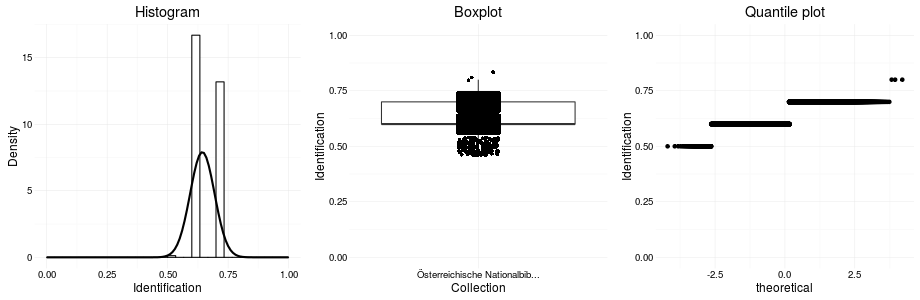 Histogram
Density
15
10
5
0
0.00 0.25 0.50 0.75 1.00
Identification
Boxplot
Identification
1.00
0.75
0.50
0.25
0.00
Österreichische Nationalbib...
Collection
Quantile plot
Identification
1.00
0.75
0.50
0.25
0.00
-2.5 0.0 2.5
theoretical